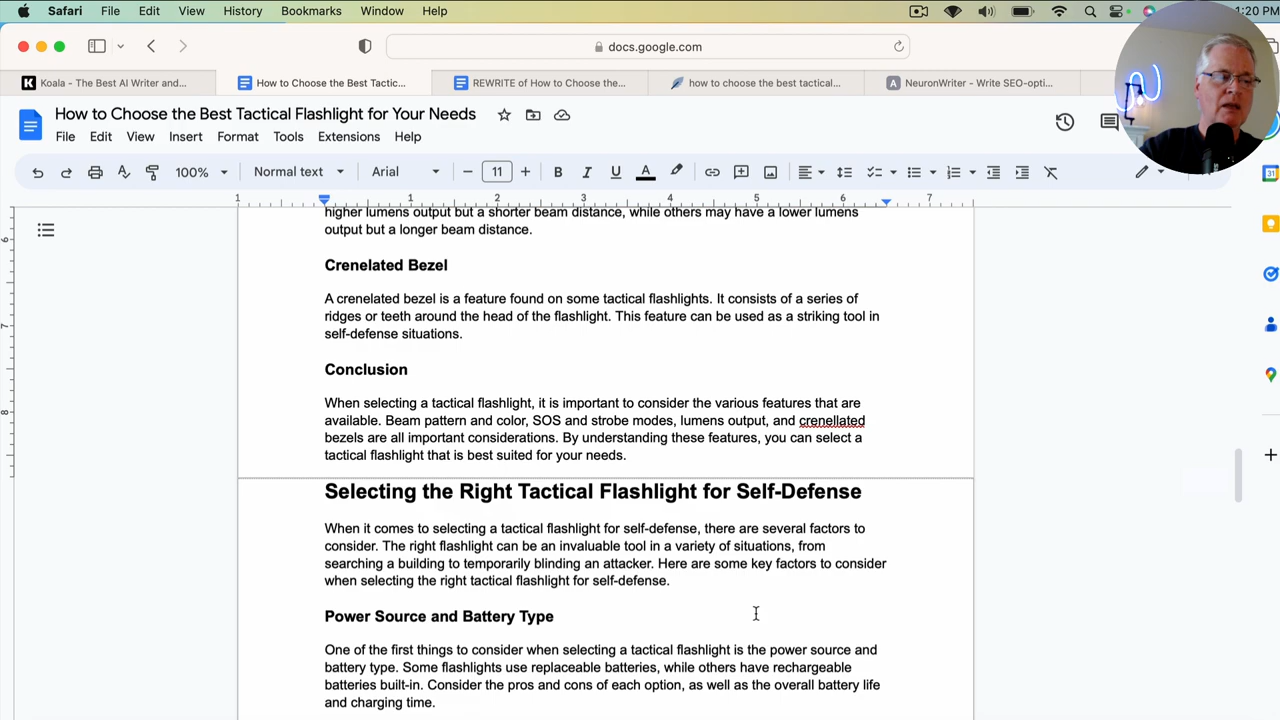 Safari File Edit View History Bookmarks Window Help 1:20 PM
docs.google.com
Koala - The Best AI Writer and... How to Choose the Best Tactic... REWRITE of How to Choose the... how to choose the best tactical... NeuronWriter - Write SEO-opti...
How to Choose the Best Tactical Flashlight for Your Needs
File Edit View Insert Format Tools Extensions Help
100% Normal text Arial 11
1 1 2 3 4 5 6 7
higher lumens output but a shorter beam distance, while others may have a lower lumens
output but a longer beam distance.
Crenelated Bezel
A crenelated bezel is a feature found on some tactical flashlights. It consists of a series of
ridges or teeth around the head of the flashlight. This feature can be used as a striking tool in
self-defense situations.
Conclusion
When selecting a tactical flashlight, it is important to consider the various features that are
available. Beam pattern and color, SOS and strobe modes, lumens output, and crenellated
bezels are all important considerations. By understanding these features, you can select a
tactical flashlight that is best suited for your needs.
Selecting the Right Tactical Flashlight for Self-Defense
When it comes to selecting a tactical flashlight for self-defense, there are several factors to
consider. The right flashlight can be an invaluable tool in a variety of situations, from
searching a building to temporarily blinding an attacker. Here are some key factors to consider
when selecting the right tactical flashlight for self-defense.
Power Source and Battery Type
One of the first things to consider when selecting a tactical flashlight is the power source and
battery type. Some flashlights use replaceable batteries, while others have rechargeable
batteries built-in. Consider the pros and cons of each option, as well as the overall battery life
and charging time.